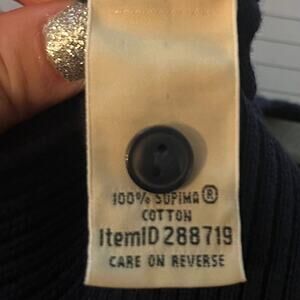 100% SUPIMA®
COTTON
ItemID 288719
CARE ON REVERSE